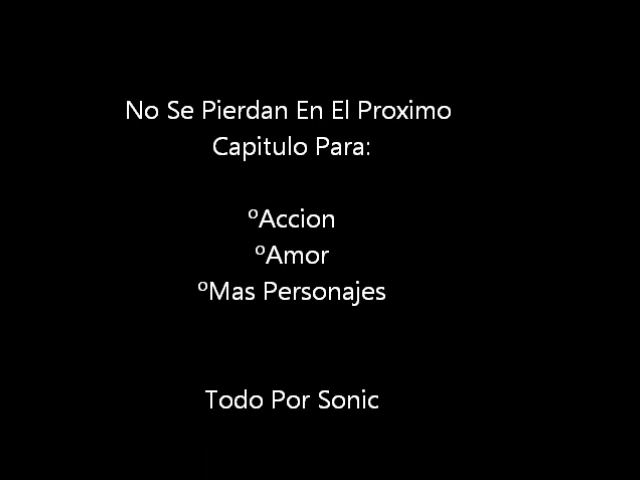 No Se Pierdan En El Proximo
Capitulo Para:
ºAccion
ºAmor
ºMas Personajes
Todo Por Sonic